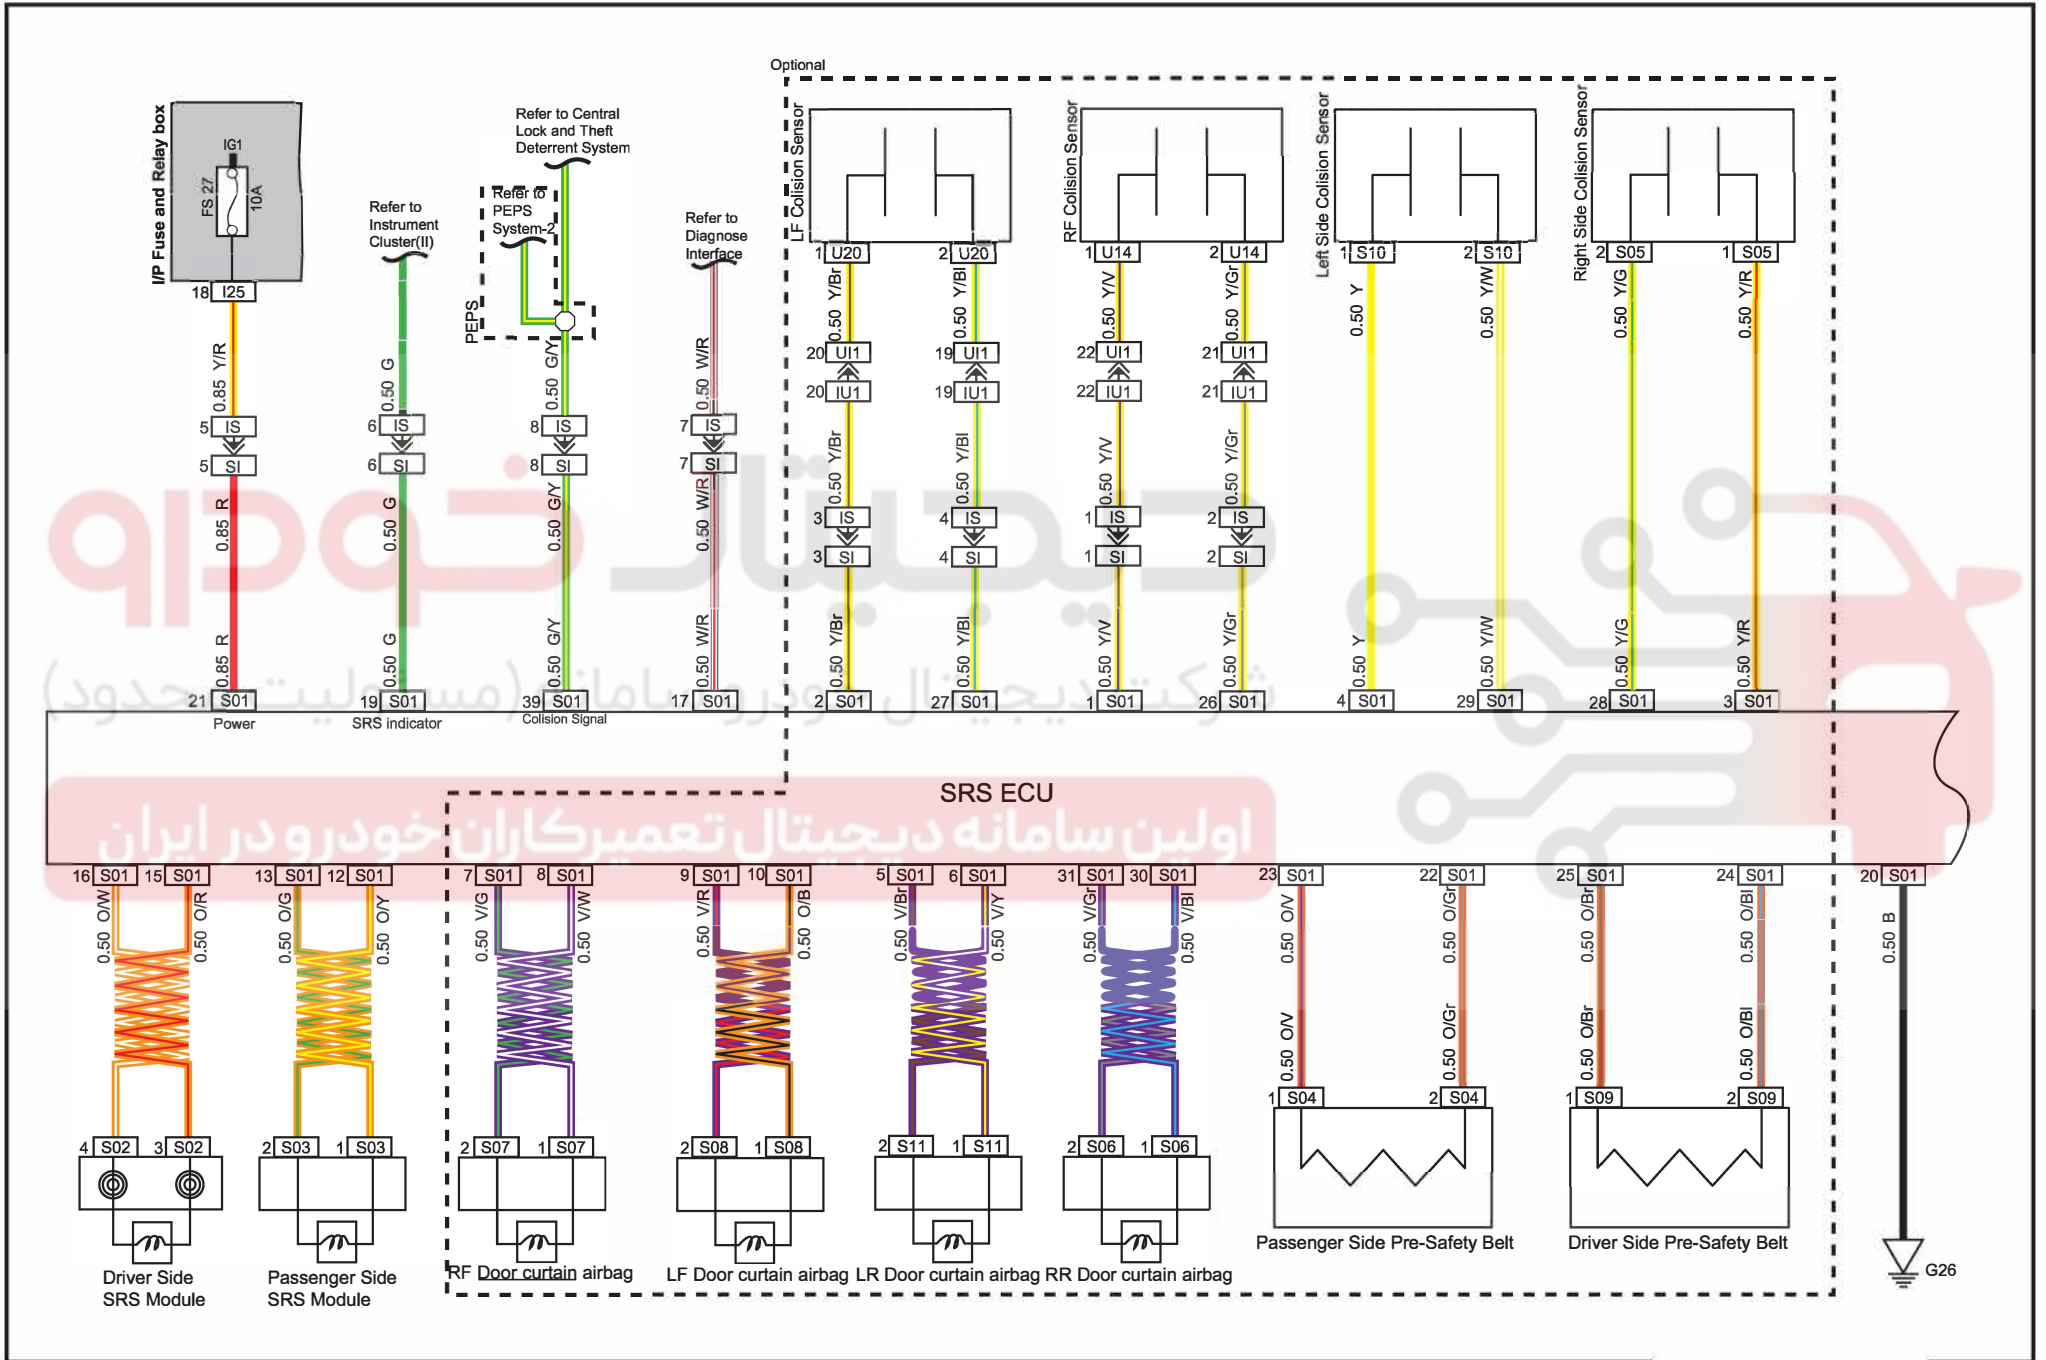 Optional
I/P Fuse and Relay box
IG1
FS 27
10A
18 I25
Refer to
Instrument
Cluster(II)
Refer to Central
Lock and Theft
Deterrent System
Refer to
PEPS
System-2
PEPS
Refer to
Diagnose
Interface
LF Colision Sensor
RF Colision Sensor
Left Side Colision Sensor
Right Side Colision Sensor
1 U20 2 U20 1 U14 2 U14 1 S10 2 S10 2 S05 1 S05
0.50 Y/Br 0.50 Y/Bl 0.50 Y/V 0.50 Y/Gr 0.50 Y 0.50 Y/W 0.50 Y/G 0.50 Y/R
20 UI1 19 UI1 22 UI1 21 UI1
20 IU1 19 IU1 22 IU1 21 IU1
0.85 Y/R 0.50 G 0.50 G/Y 0.50 W/R
5 IS 6 IS 8 IS 7 IS
5 SI 6 SI 8 SI 7 SI
0.50 Y/Br 0.50 Y/Bl 0.50 Y/V 0.50 Y/Gr
3 IS 4 IS 1 IS 2 IS
3 SI 4 SI 1 SI 2 SI
0.85 R 0.50 G 0.50 G/Y 0.50 W/R
دیجیتال خودرو
0.85 R 0.50 G 0.50 G/Y 0.50 W/R 0.50 Y/Br 0.50 Y/Bl 0.50 Y/V 0.50 Y/Gr 0.50 Y 0.50 Y/W 0.50 Y/G 0.50 Y/R
شرکت دیجیتال خودرو سامانه (مسئولیت محدود)
21 S01 19 S01 39 S01 17 S01 2 S01 27 S01 1 S01 26 S01 4 S01 29 S01 28 S01 3 S01
Power
SRS indicator
Colision Signal
SRS ECU
اولین سامانه دیجیتال تعمیرکاران خودرو در ایران
16 S01 15 S01 13 S01 12 S01 7 S01 8 S01 9 S01 10 S01 5 S01 6 S01 31 S01 30 S01 23 S01 22 S01 25 S01 24 S01 20 S01
0.50 O/W 0.50 O/R 0.50 O/G 0.50 O/Y 0.50 V/G 0.50 V/W 0.50 V/R 0.50 O/B 0.50 V/Br 0.50 V/Y 0.50 V/Gr 0.50 V/Bl 0.50 O/V 0.50 O/Gr 0.50 O/Br 0.50 O/Bl 0.50 B
0.50 O/V 0.50 O/Gr 0.50 O/Br 0.50 O/Bl
1 S04 2 S04 1 S09 2 S09
4 S02 3 S02 2 S03 1 S03 2 S07 1 S07 2 S08 1 S08 2 S11 1 S11 2 S06 1 S06
Driver Side
SRS Module
Passenger Side
SRS Module
RF Door curtain airbag
LF Door curtain airbag
LR Door curtain airbag
RR Door curtain airbag
Passenger Side Pre-Safety Belt
Driver Side Pre-Safety Belt
G26